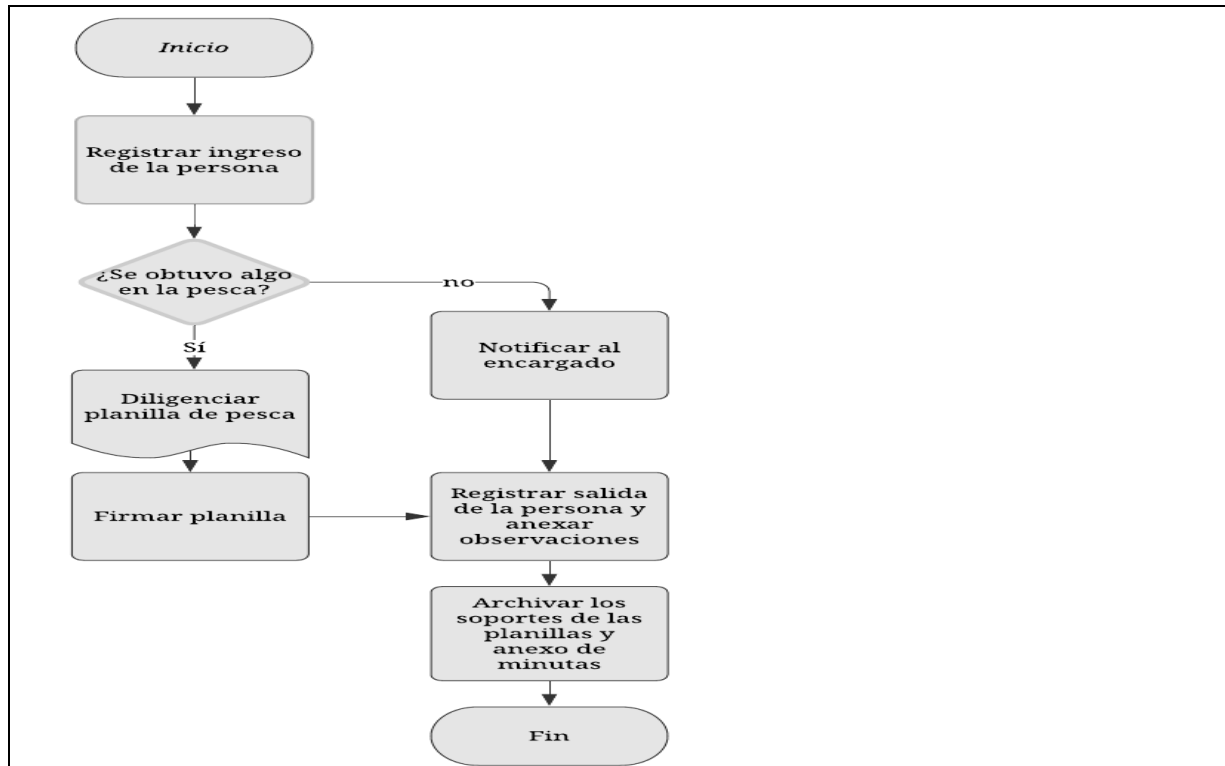 Inicio
Registrar ingreso
de la persona
¿Se obtuvo algo
en la pesca?
no
Sí
Notificar al
encargado
Diligenciar
planilla de pesca
Firmar planilla
Registrar salida
de la persona y
anexar
observaciones
Archivar los
soportes de las
planillas y
anexo de
minutas
Fin